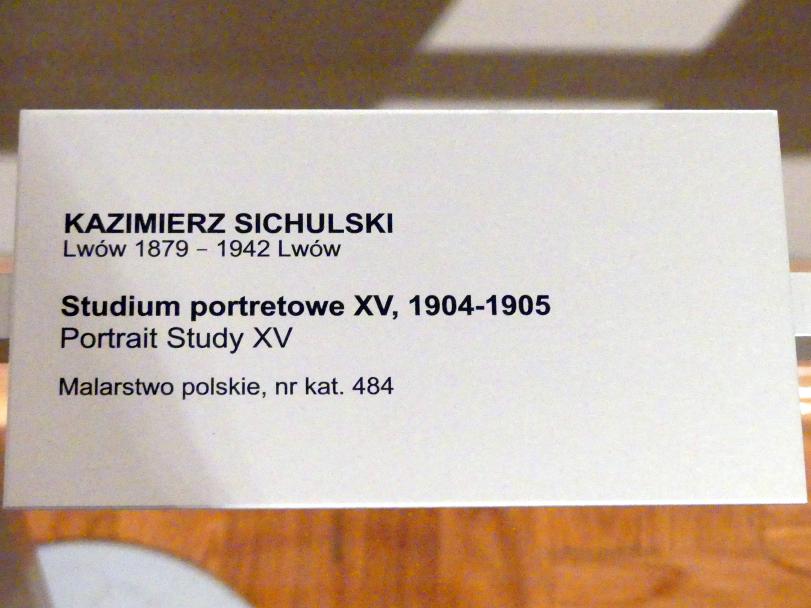 KAZIMIERZ SICHULSKI
Lwów 1879 – 1942 Lwów
Studium portretowe XV, 1904-1905
Portrait Study XV
Malarstwo polskie, nr kat. 484